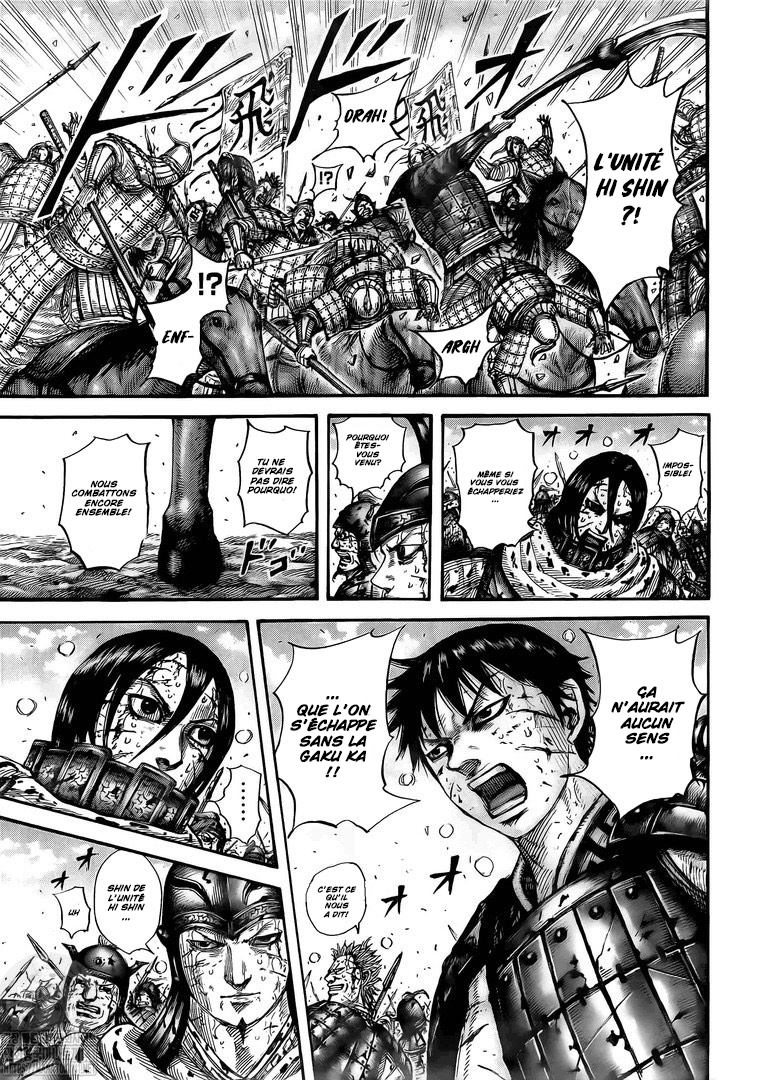 L'UNITÉ
HI SHIN
?!
ORAH!
!?
飛
飛
ドドオ
ARGH
!?
ENF-
IMPOS-
SIBLE!
MÊME SI
VOUS VOUS
ÉCHAPPERIEZ
...
オオオ
POURQUOI
ÊTES-
VOUS
VENU?
TU NE
DEVRAIS
PAS DIRE
POURQUOI!
NOUS
COMBATTONS
ENCORE
ENSEMBLE!
ドゴ
ÇA
N'AURAIT
AUCUN
SENS
...
...
QUE L'ON
S'ÉCHAPPE
SANS LA
GAKU KA
!!
......
C'EST CE
QU'IL
NOUS
A DIT!
オオ
SHIN DE
L'UNITÉ
HI SHIN
...
UH
オオ